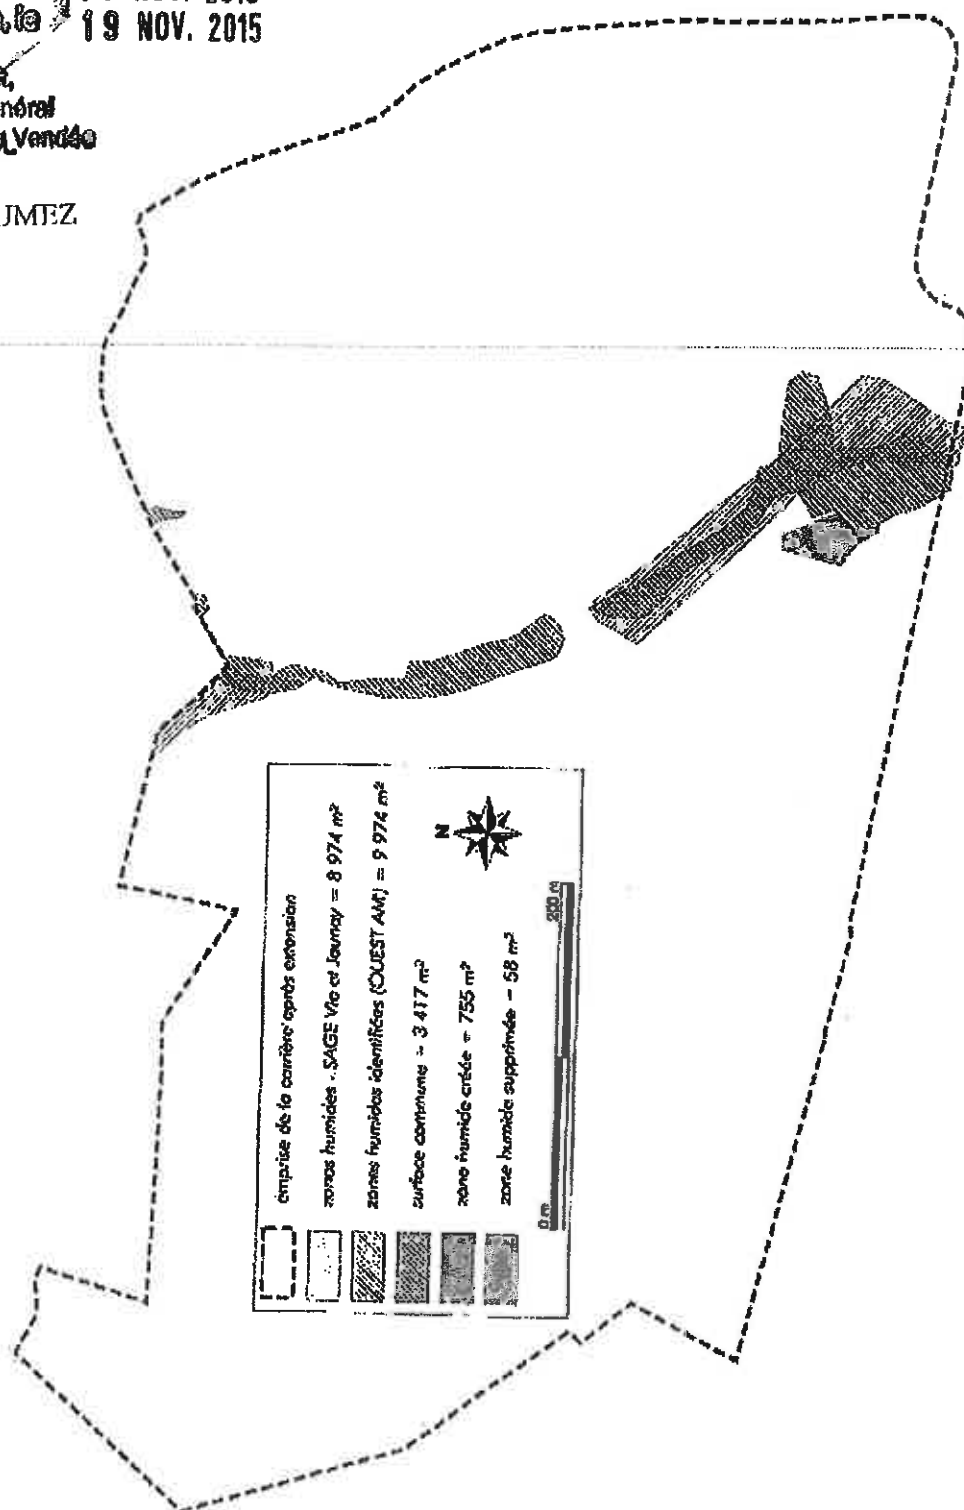 19 NOV. 2015
Vendée
emprise de la carrière après extension
zones humides - SAGE Vie et Jaunay = 8 974 m²
zones humides identifiées (OUEST AM) = 9 974 m²
surface commune = 3 417 m²
zone humide créée = 755 m²
zone humide supprimée = 58 m²
N
0 m
200 m